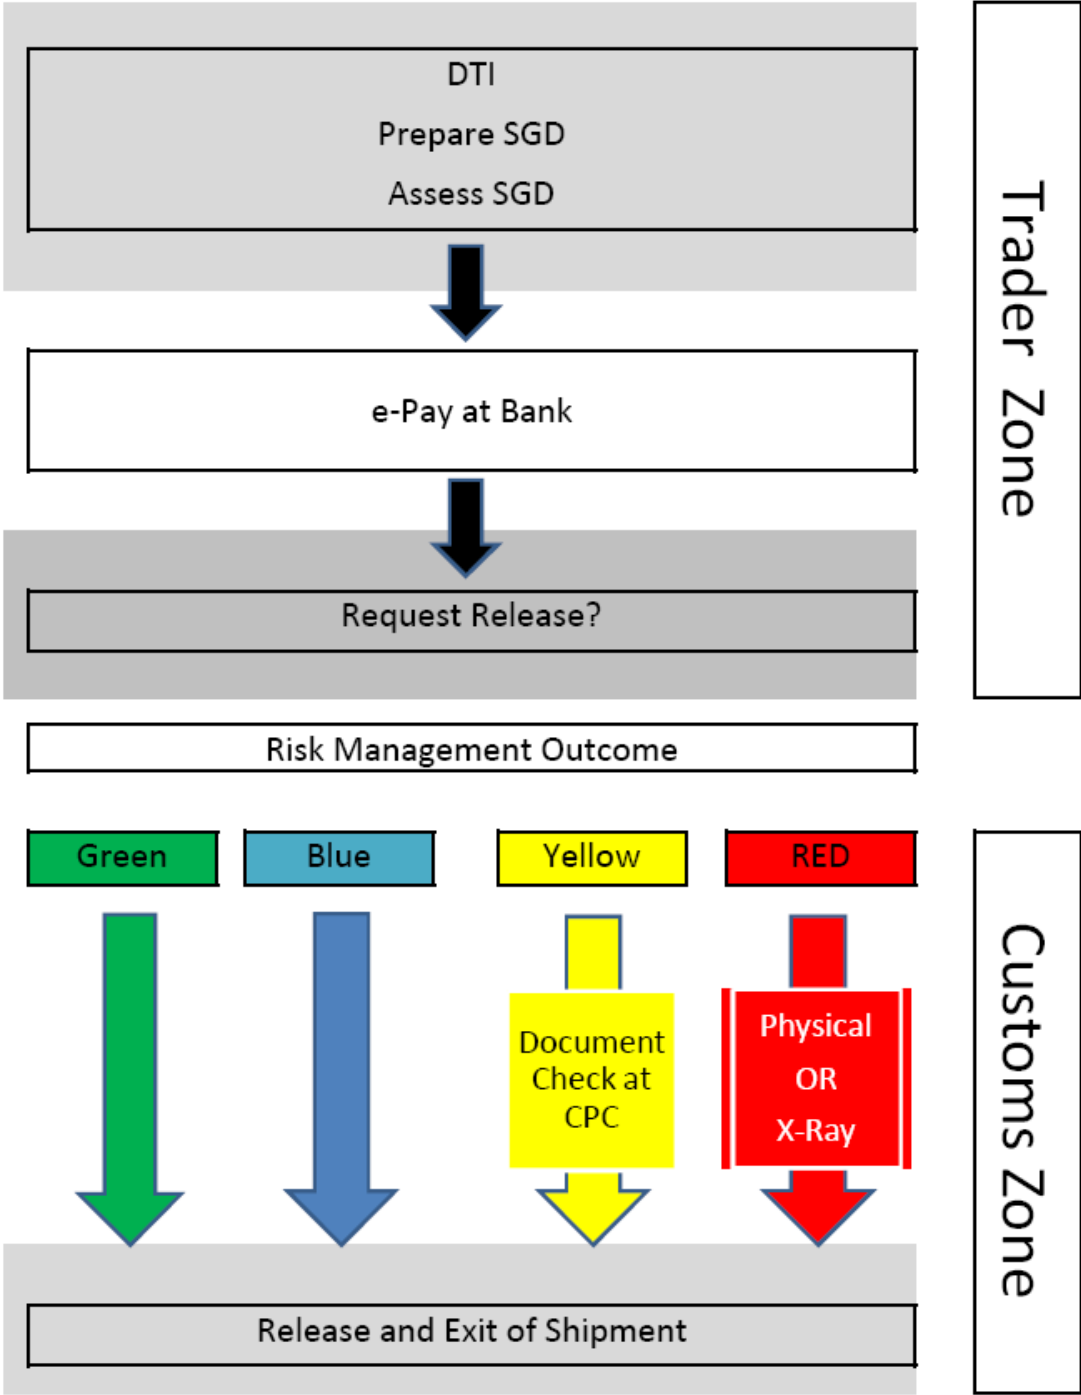 DTI
Prepare SGD
Assess SGD
e-Pay at Bank
Request Release?
Trader Zone
Risk Management Outcome
Green
Blue
Yellow
RED
Document
Check at
CPC
Physical
OR
X-Ray
Customs Zone
Release and Exit of Shipment